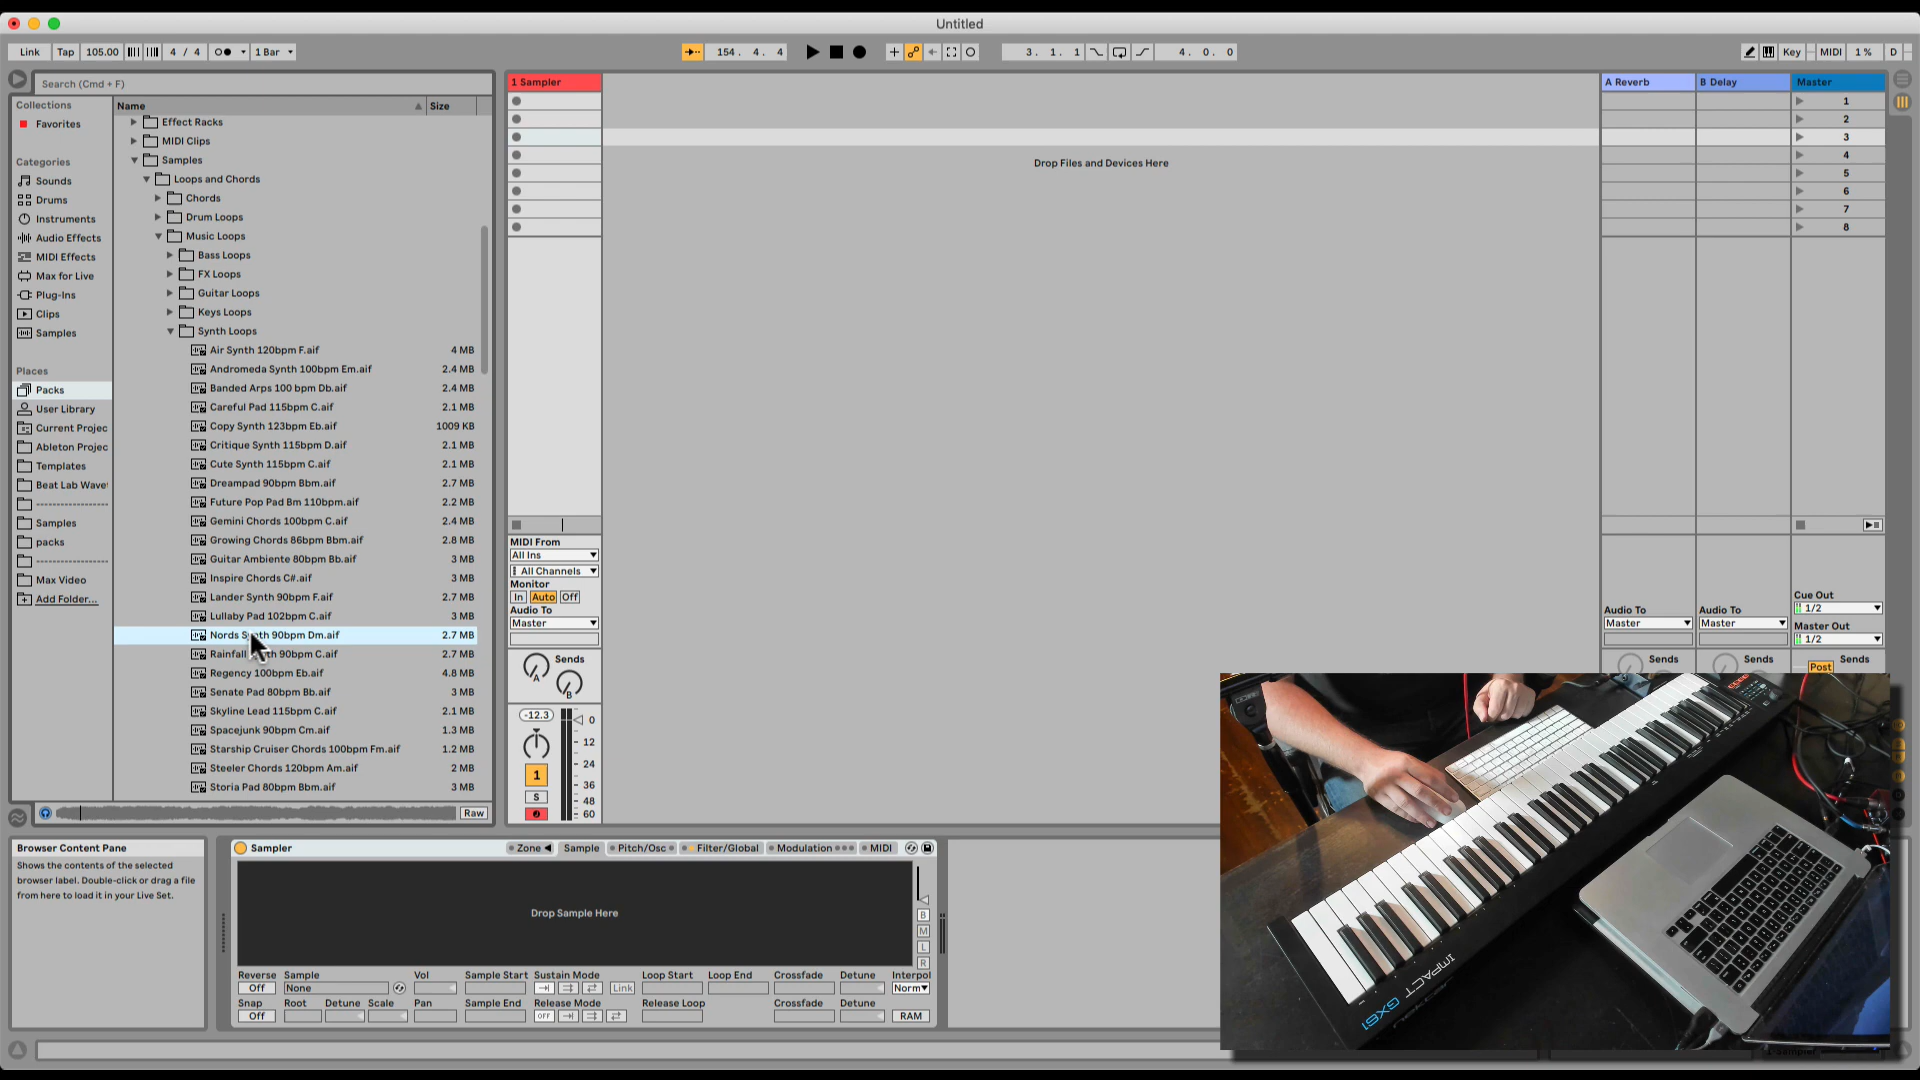 Untitled
Link Tap 105.00 4 / 4 1 Bar 154. 4. 4 3. 1. 1 4. 0. 0 Key MIDI 1 % D
Search (Cmd + F)
Collections
Favorites
Categories
Sounds
Drums
Instruments
Audio Effects
MIDI Effects
Max for Live
Plug-Ins
Clips
Samples
Places
Packs
User Library
Current Projec
Ableton Projec
Templates
Beat Lab Wave
--------------------
Samples
packs
--------------------
Max Video
Add Folder...
Name Size
Effect Racks
MIDI Clips
Samples
Loops and Chords
Chords
Drum Loops
Music Loops
Bass Loops
FX Loops
Guitar Loops
Keys Loops
Synth Loops
Air Synth 120bpm F.aif 4 MB
Andromeda Synth 100bpm Em.aif 2.4 MB
Banded Arps 100 bpm Db.aif 2.4 MB
Careful Pad 115bpm C.aif 2.1 MB
Copy Synth 123bpm Eb.aif 1009 KB
Critique Synth 115bpm D.aif 2.1 MB
Cute Synth 115bpm C.aif 2.1 MB
Dreampad 90bpm Bbm.aif 2.7 MB
Future Pop Pad Bm 110bpm.aif 2.2 MB
Gemini Chords 100bpm C.aif 2.4 MB
Growing Chords 86bpm Bbm.aif 2.8 MB
Guitar Ambiente 80bpm Bb.aif 3 MB
Inspire Chords C#.aif 3 MB
Lander Synth 90bpm F.aif 2.7 MB
Lullaby Pad 102bpm C.aif 3 MB
Nords Synth 90bpm Dm.aif 2.7 MB
Rainfall 90bpm C.aif 2.7 MB
Regency 100bpm Eb.aif 4.8 MB
Senate Pad 80bpm Bb.aif 3 MB
Skyline Lead 115bpm C.aif 2.1 MB
Spacejunk 90bpm Cm.aif 1.3 MB
Starship Cruiser Chords 100bpm Fm.aif 1.2 MB
Steeler Chords 120bpm Am.aif 2 MB
Storia Pad 80bpm Bbm.aif 3 MB
Raw
1 Sampler
Drop Files and Devices Here
MIDI From
All Ins
All Channels
Monitor
In Auto Off
Audio To
Master
Sends
A
B
-12.3
0
12
24
36
48
60
1
S
A Reverb B Delay Master
1
2
3
4
5
6
7
8
Audio To
Master
Sends
Audio To
Master
Sends
Cue Out
1/2
Master Out
1/2
Sends
Post
Browser Content Pane
Shows the contents of the selected
browser label. Double-click or drag a file
from here to load it in your Live Set.
Sampler Zone Sample Pitch/Osc Filter/Global Modulation MIDI
Drop Sample Here
B
M
L
R
Reverse Sample Vol Sample Start Sustain Mode Loop Start Loop End Crossfade Detune Interpol
Off None Link Norm
Snap Root Detune Scale Pan Sample End Release Mode Release Loop Crossfade Detune
Off OFF RAM
IMPACT GX61